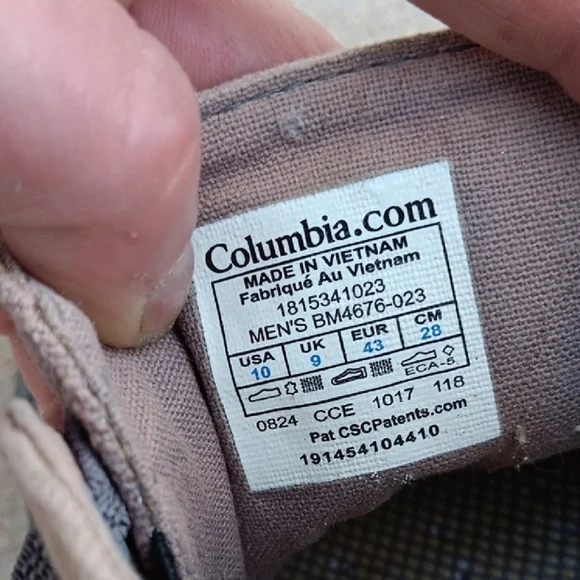 Columbia.com
MADE IN VIETNAM
Fabriqué Au Vietnam
1815341023
MEN'S BM4676-023
USA UK EUR CM
10 9 43 28
ECA-5
0824 CCE 1017 118
Pat CSCPatents.com
191454104410